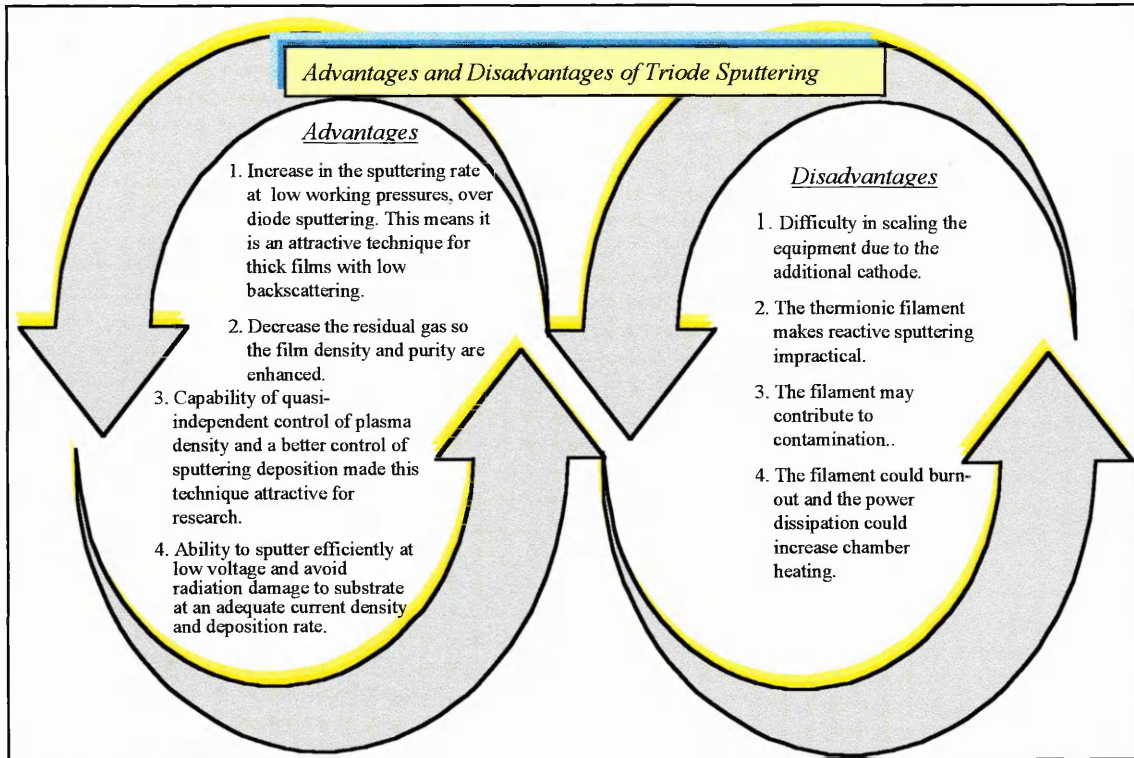 Advantages and Disadvantages of Triode Sputtering
Advantages
1. Increase in the sputtering rate
at low working pressures, over
diode sputtering. This means it
is an attractive technique for
thick films with low
backscattering.
2. Decrease the residual gas so
the film density and purity are
enhanced.
3. Capability of quasi-
independent control of plasma
density and a better control of
sputtering deposition made this
technique attractive for
research.
4. Ability to sputter efficiently at
low voltage and avoid
radiation damage to substrate
at an adequate current density
and deposition rate.
Disadvantages
1. Difficulty in scaling the
equipment due to the
additional cathode.
2. The thermionic filament
makes reactive sputtering
impractical.
3. The filament may
contribute to
contamination..
4. The filament could burn-
out and the power
dissipation could
increase chamber
heating.